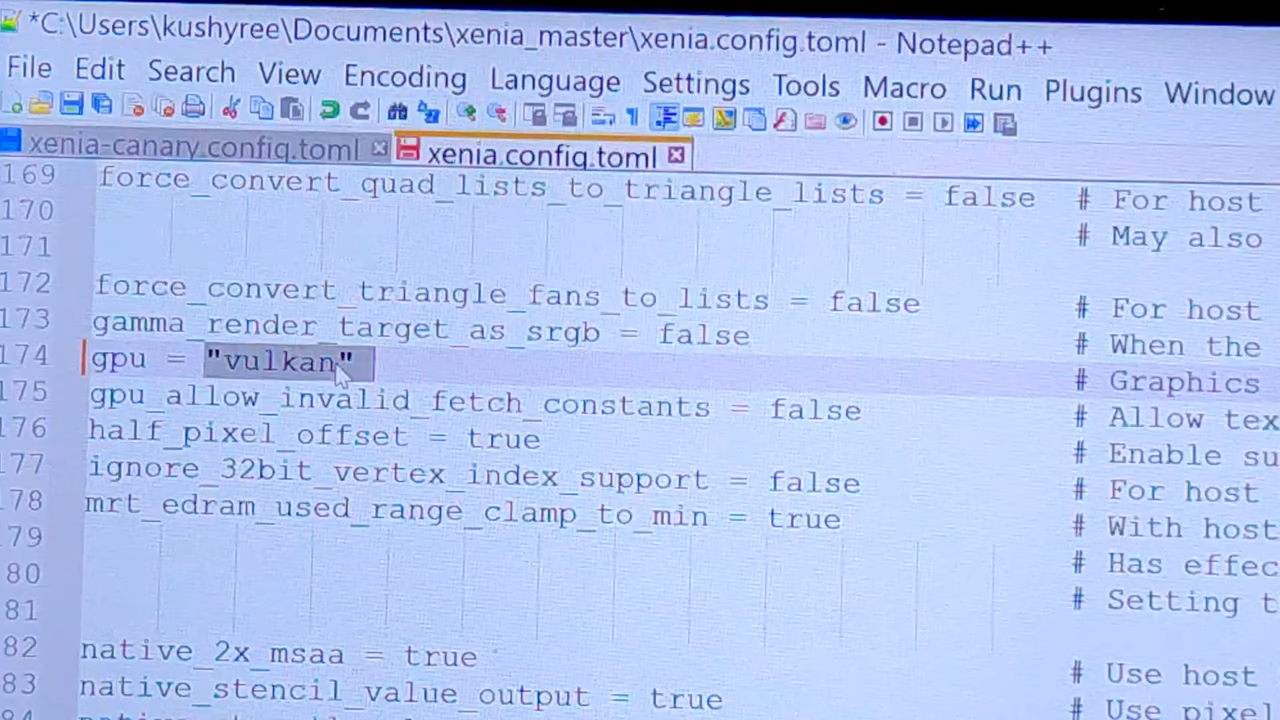 *C:\Users\kushyree\Documents\xenia_master\xenia.config.toml - Notepad++
File Edit Search View Encoding Language Settings Tools Macro Run Plugins Window
xenia-canary.config.toml xenia.config.toml
169 force_convert_quad_lists_to_triangle_lists = false # For host
170 # May also
171
172 force_convert_triangle_fans_to_lists = false # For host
173 gamma_render_target_as_srgb = false # When the
174 gpu = "vulkan" # Graphics
175 gpu_allow_invalid_fetch_constants = false # Allow tex
176 half_pixel_offset = true # Enable su
177 ignore_32bit_vertex_index_support = false # For host
178 mrt_edram_used_range_clamp_to_min = true # With host
79 # Has effec
80 # Setting t
81
82 native_2x_msaa = true # Use host
83 native_stencil_value_output = true # Use pixel